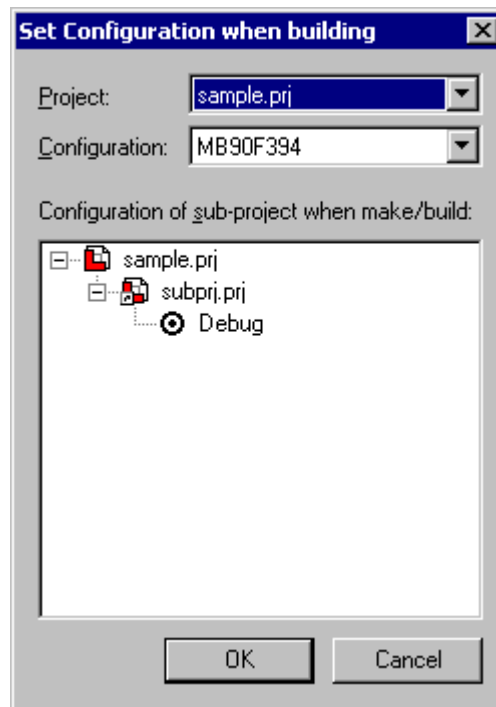 Set Configuration when building
Project: sample.prj
Configuration: MB90F394
Configuration of sub-project when make/build:
sample.prj
subprj.prj
Debug
OK Cancel